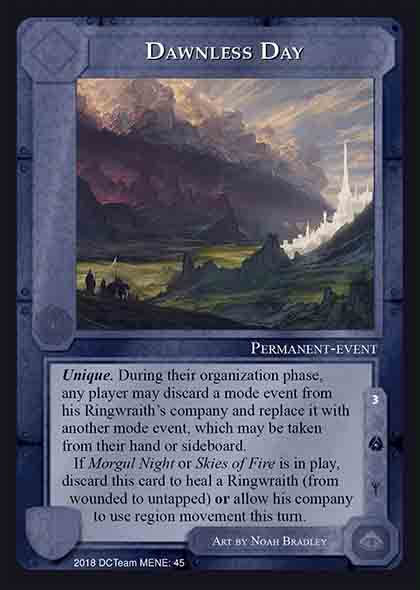 Dawnless Day
Permanent-event
Unique. During their organization phase,
any player may discard a mode event from
his Ringwraith's company and replace it with
another mode event, which may be taken
from their hand or sideboard.
If Morgul Night or Skies of Fire is in play,
discard this card to heal a Ringwraith (from
wounded to untapped) or allow his company
to use region movement this turn.
3
Art by Noah Bradley
2018 DCTeam MENE: 45